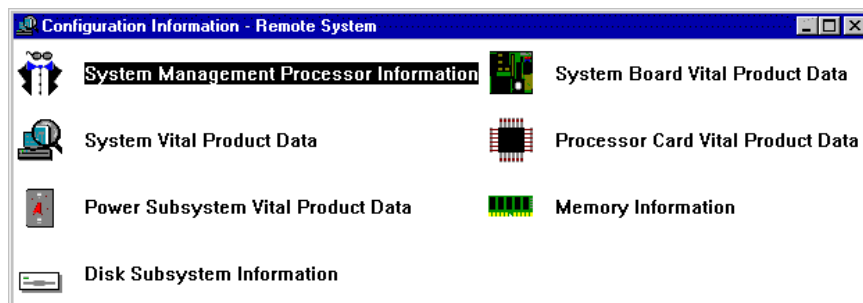 Configuration Information - Remote System
System Management Processor Information
System Board Vital Product Data
System Vital Product Data
Processor Card Vital Product Data
Power Subsystem Vital Product Data
Memory Information
Disk Subsystem Information